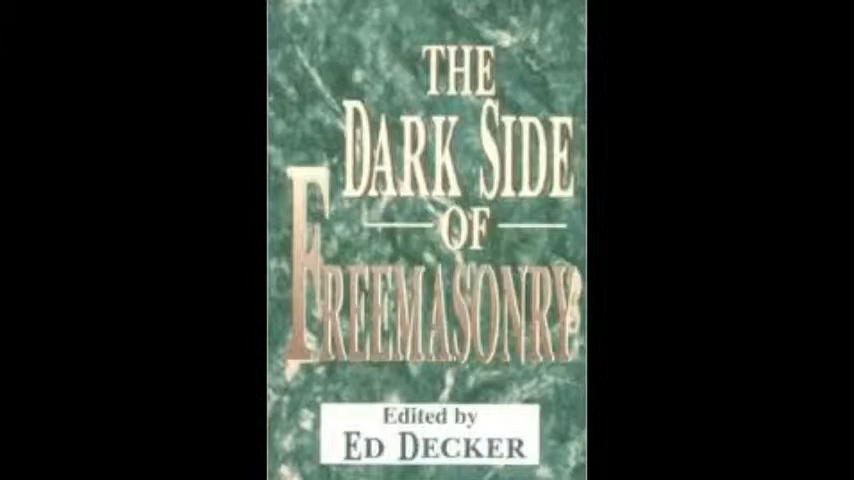 THE
DARK SIDE
OF
FREEMASONRY
Edited by
ED DECKER